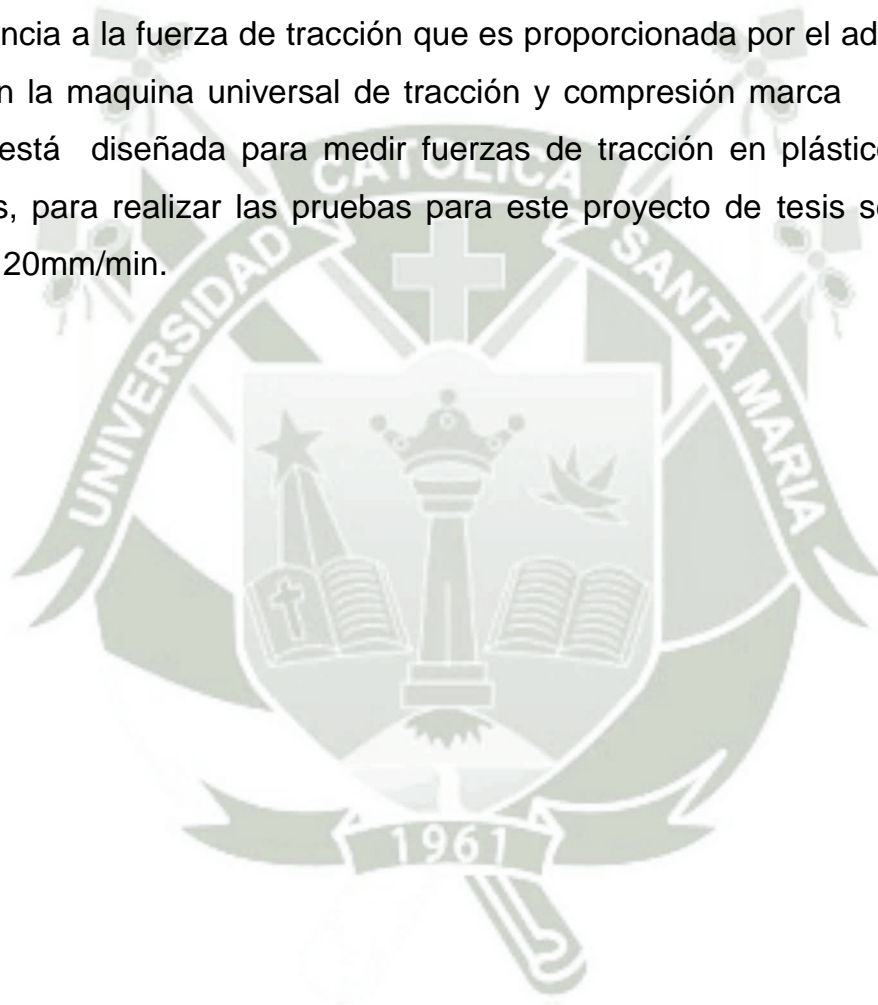 ncia a la fuerza de tracción que es proporcionada por el ad
n la maquina universal de tracción y compresión marca
está diseñada para medir fuerzas de tracción en plástic
s, para realizar las pruebas para este proyecto de tesis s
20mm/min.
UNIVERSIDAD CATOLICA SANTA MARIA
1961